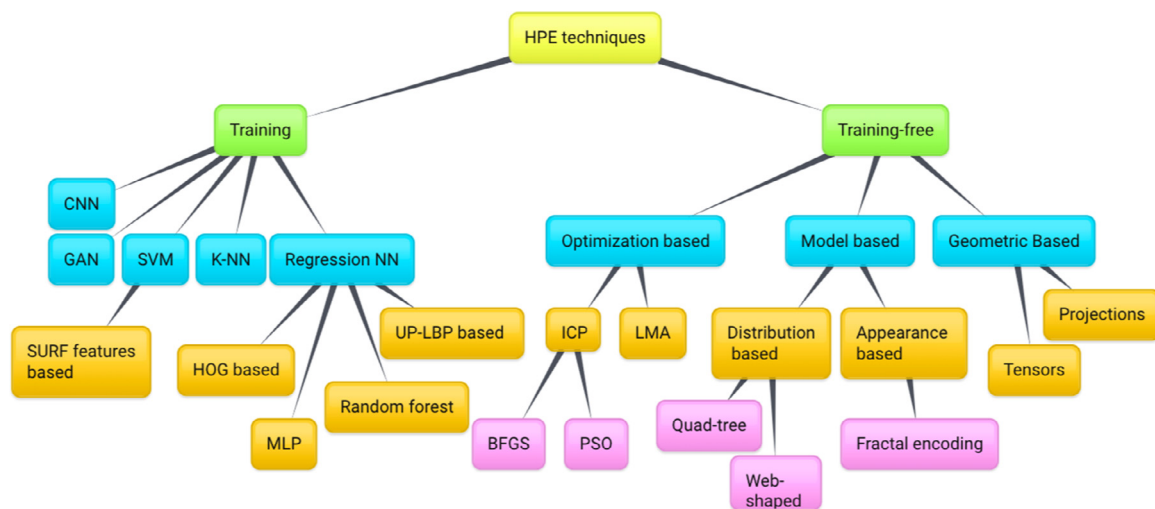 HPE techniques
Training
Training-free
CNN
GAN
SVM
K-NN
Regression NN
Optimization based
Model based
Geometric Based
SURF features
based
HOG based
UP-LBP based
MLP
Random forest
ICP
LMA
Distribution
based
Appearance
based
Projections
Tensors
BFGS
PSO
Quad-tree
Web-
shaped
Fractal encoding